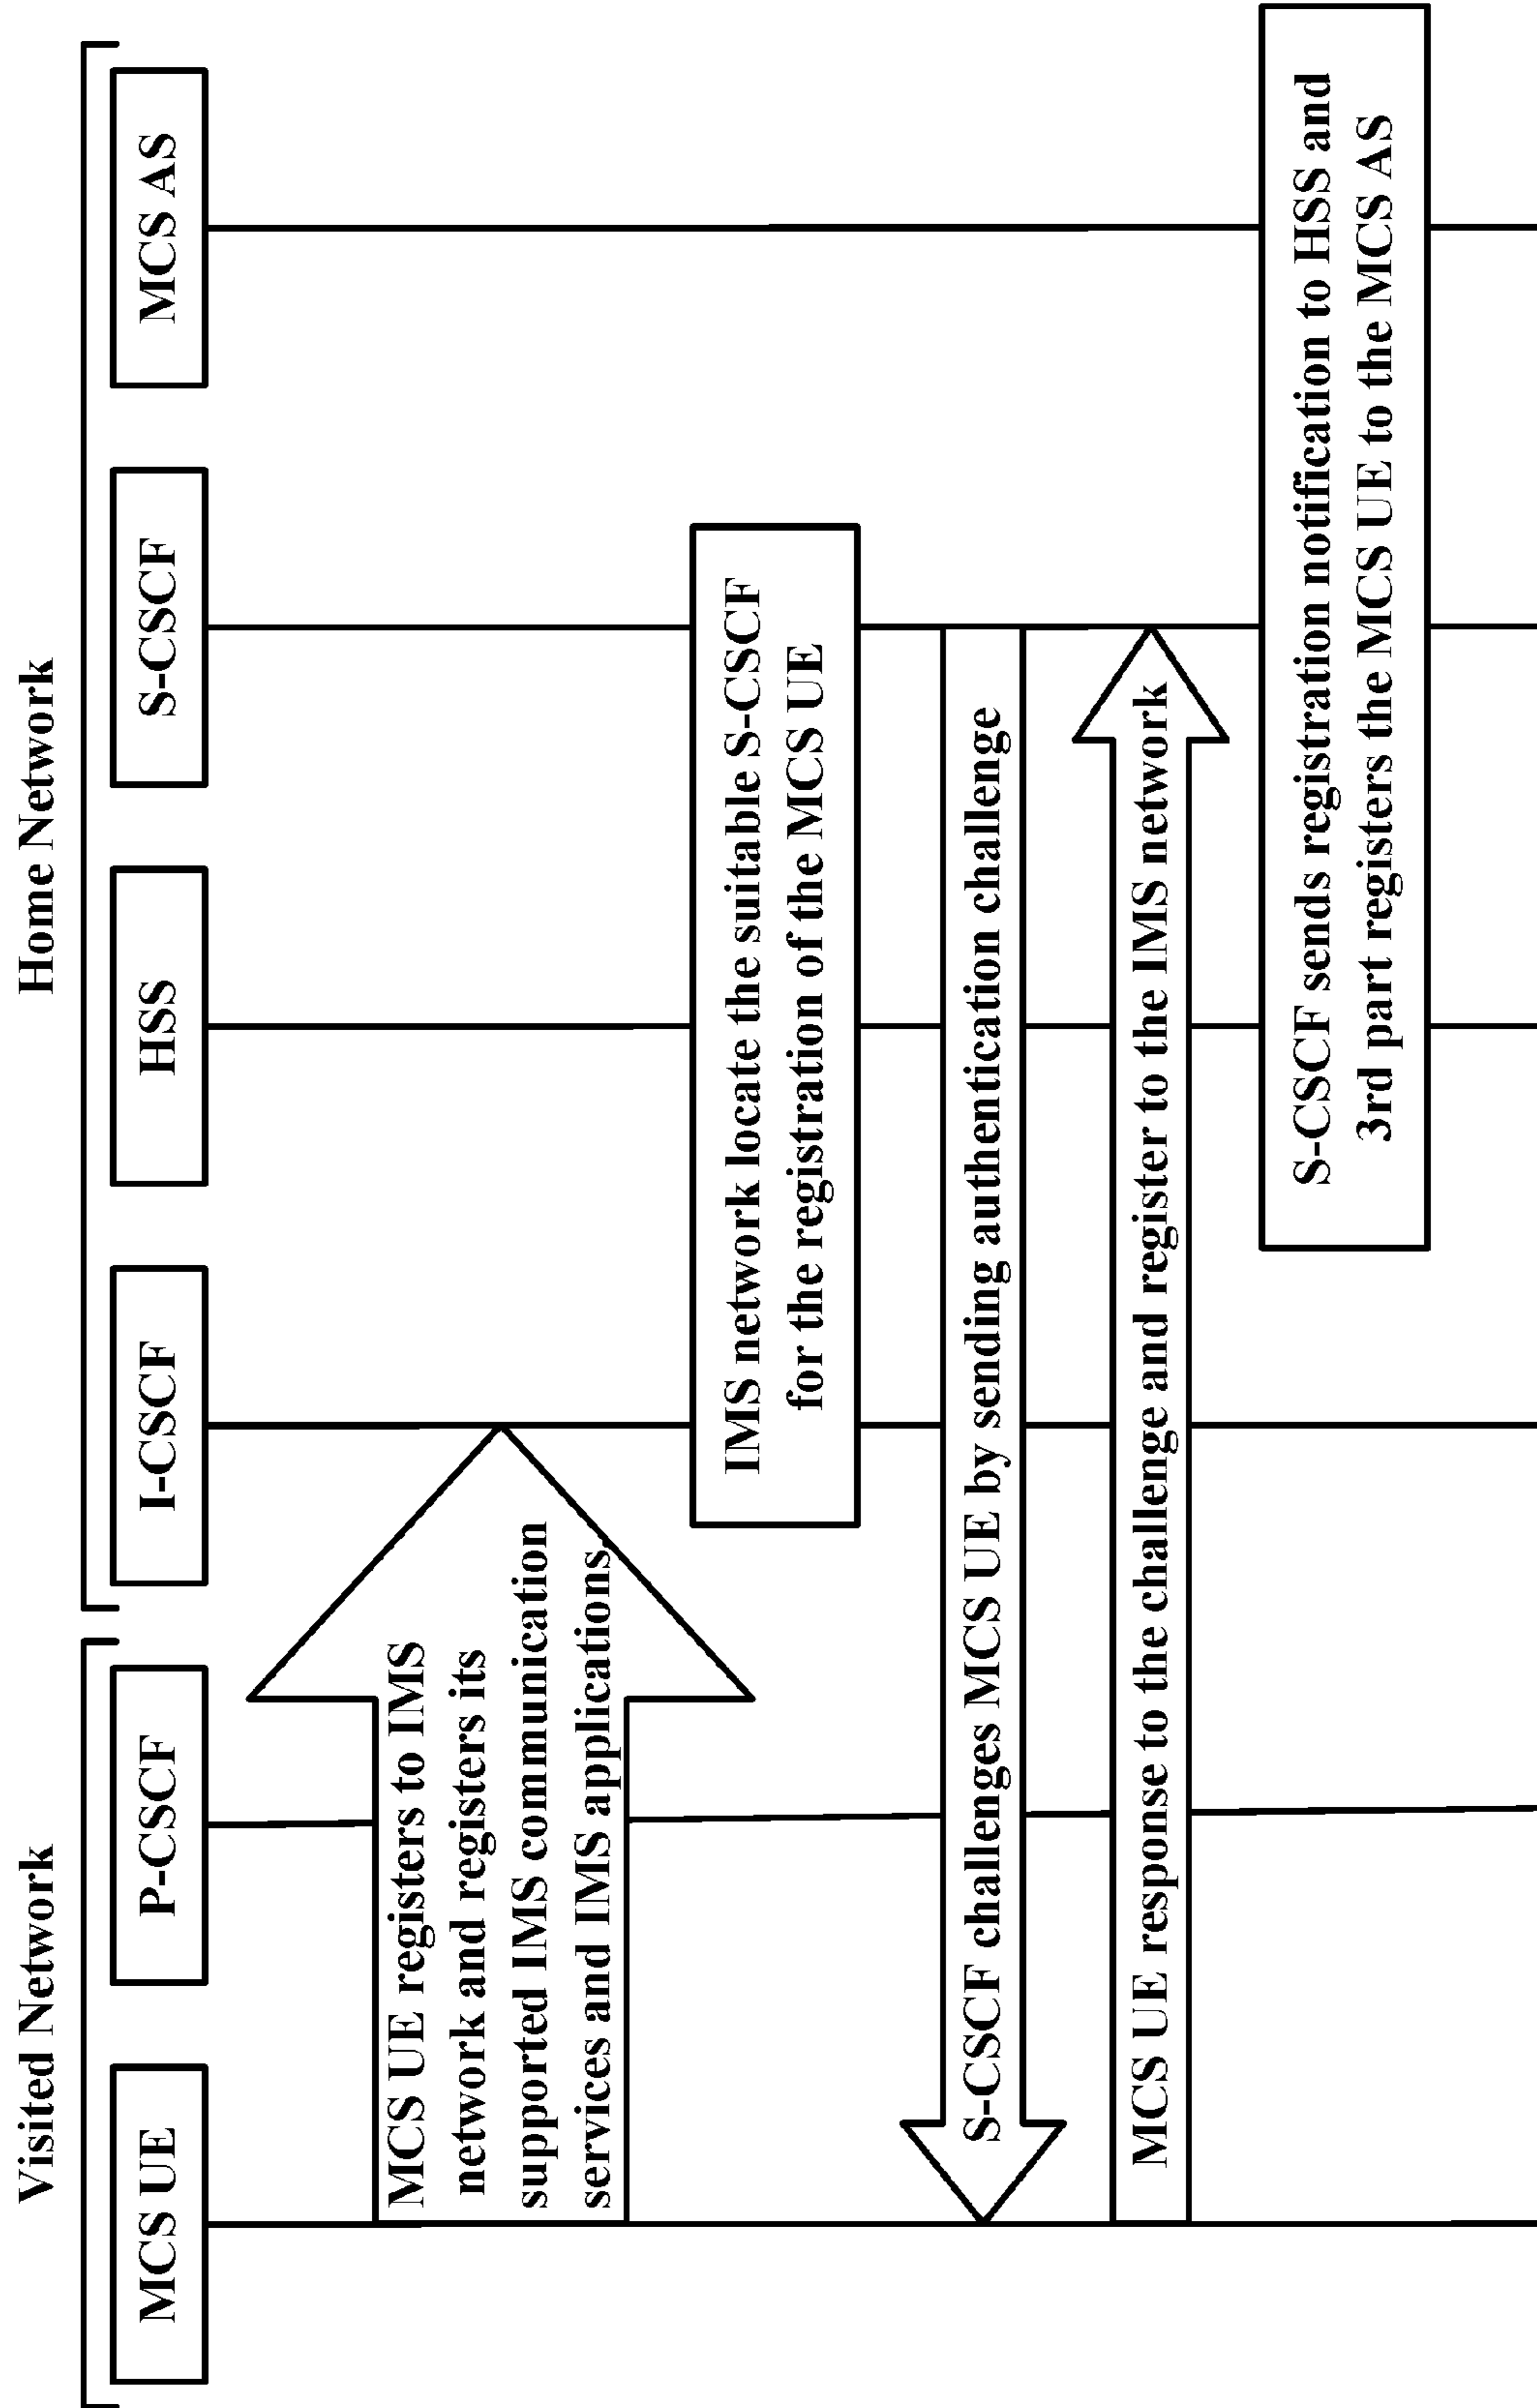 Visited Network
Home Network
MCS UE
P-CSCF
I-CSCF
HSS
S-CSCF
MCS AS
MCS UE registers to IMS
network and registers its
supported IMS communication
services and IMS applications
IMS network locate the suitable S-CSCF
for the registration of the MCS UE
S-CSCF challenges MCS UE by sending authentication challenge
MCS UE response to the challenge and register to the IMS network
S-CSCF sends registration notification to HSS and
3rd part registers the MCS UE to the MCS AS